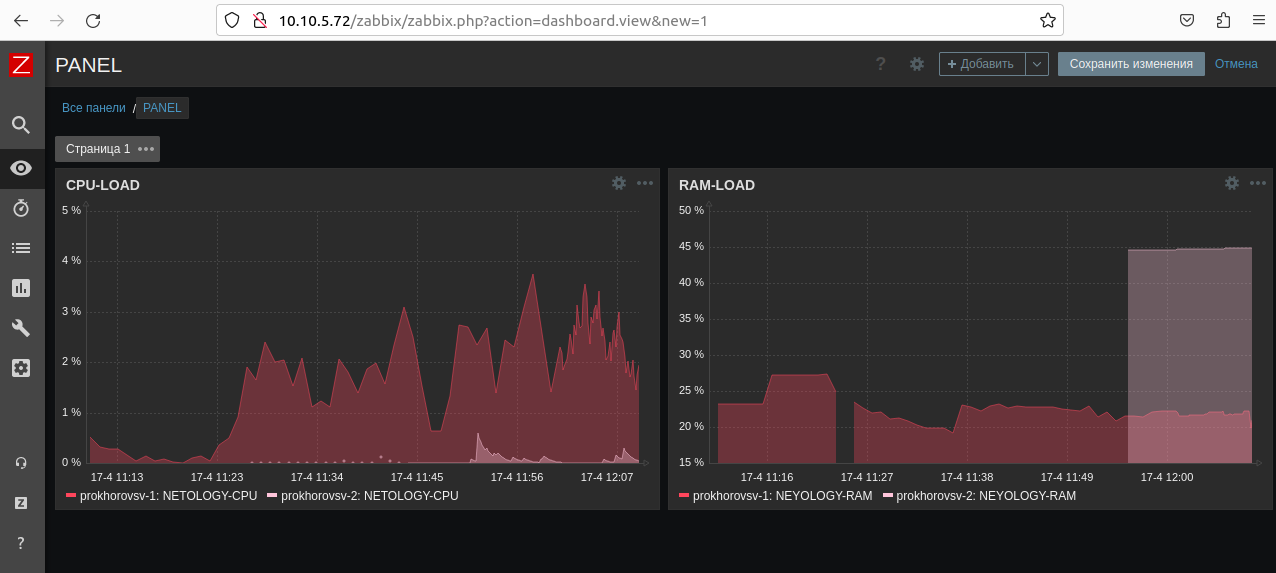 10.10.5.72/zabbix/zabbix.php?action=dashboard.view&new=1
Z
PANEL
? + Добавить Сохранить изменения Отмена
Все панели / PANEL
Страница 1 •••
CPU-LOAD
5 %
4 %
3 %
2 %
1 %
0 %
17-4 11:13 17-4 11:23 17-4 11:34 17-4 11:45 17-4 11:56 17-4 12:07
prokhorovsv-1: NETOLOGY-CPU prokhorovsv-2: NETOLOGY-CPU
RAM-LOAD
50 %
45 %
40 %
35 %
30 %
25 %
20 %
15 %
17-4 11:16 17-4 11:27 17-4 11:38 17-4 11:49 17-4 12:00
prokhorovsv-1: NEYOLOGY-RAM prokhorovsv-2: NEYOLOGY-RAM
Z
?